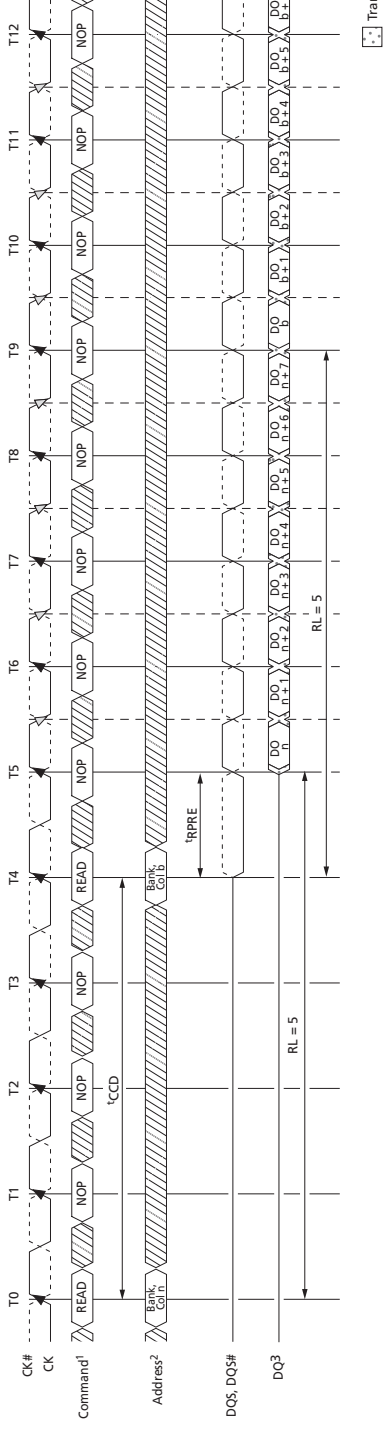 T0 T1 T2 T3 T4 T5 T6 T7 T8 T9 T10 T11 T12
CK#
CK
Command1 READ NOP NOP NOP READ NOP NOP NOP NOP NOP NOP NOP NOP
tCCD
Address2 Bank, Col n Bank, Col b
tRPRE
DQS, DQS#
DQ3 DO n DO n + 1 DO n + 2 DO n + 3 DO n + 4 DO n + 5 DO n + 6 DO n + 7 DO b DO b + 1 DO b + 2 DO b + 3 DO b + 4 DO b + 5 DO b +
RL = 5
RL = 5
Tra